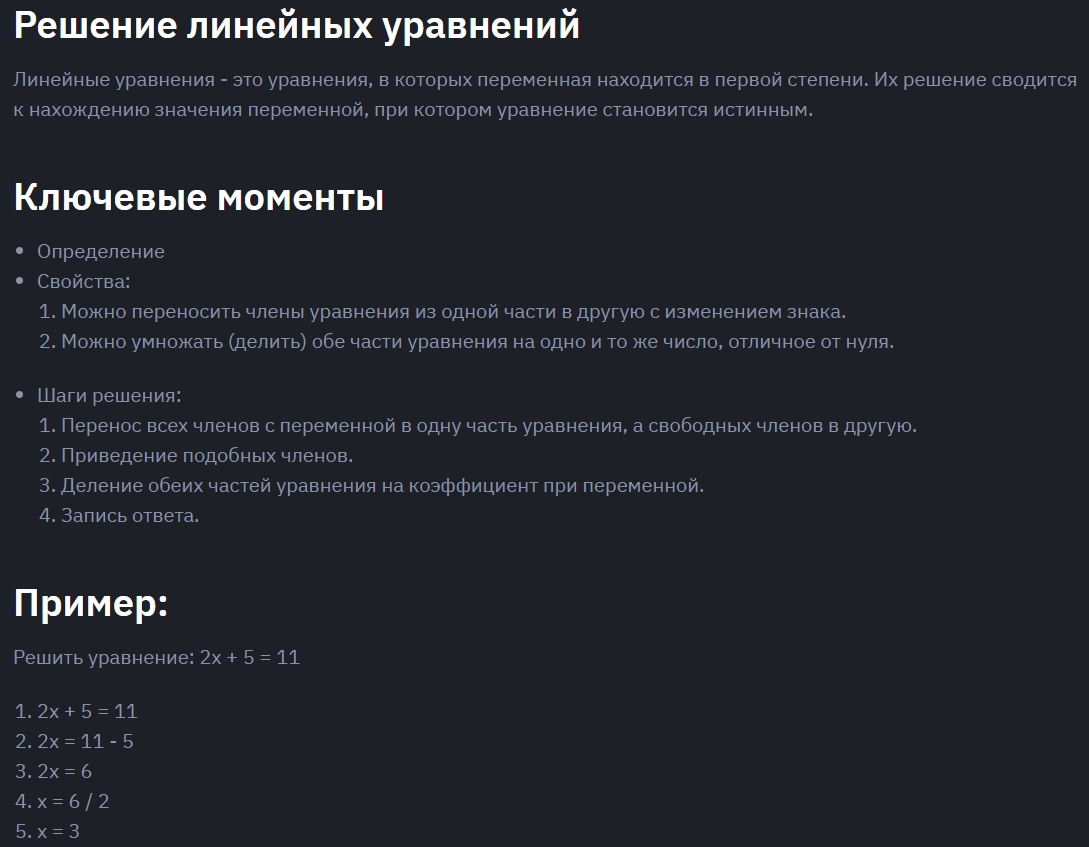 Решение линейных уравнений
Линейные уравнения - это уравнения, в которых переменная находится в первой степени. Их решение сводится
к нахождению значения переменной, при котором уравнение становится истинным.
Ключевые моменты
• Определение
• Свойства:
1. Можно переносить члены уравнения из одной части в другую с изменением знака.
2. Можно умножать (делить) обе части уравнения на одно и то же число, отличное от нуля.
• Шаги решения:
1. Перенос всех членов с переменной в одну часть уравнения, а свободных членов в другую.
2. Приведение подобных членов.
3. Деление обеих частей уравнения на коэффициент при переменной.
4. Запись ответа.
Пример:
Решить уравнение: 2x + 5 = 11
1. 2x + 5 = 11
2. 2x = 11 - 5
3. 2x = 6
4. x = 6 / 2
5. x = 3